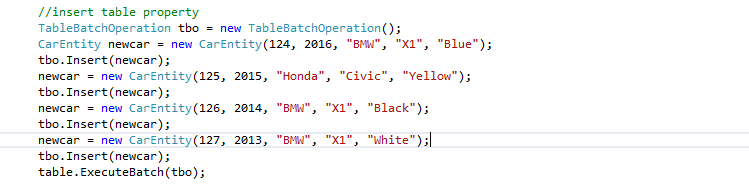 //insert table property
TableBatchOperation tbo = new TableBatchOperation();
CarEntity newcar = new CarEntity(124, 2016, "BMW", "X1", "Blue");
tbo.Insert(newcar);
newcar = new CarEntity(125, 2015, "Honda", "Civic", "Yellow");
tbo.Insert(newcar);
newcar = new CarEntity(126, 2014, "BMW", "X1", "Black");
tbo.Insert(newcar);
newcar = new CarEntity(127, 2013, "BMW", "X1", "White");
tbo.Insert(newcar);
table.ExecuteBatch(tbo);